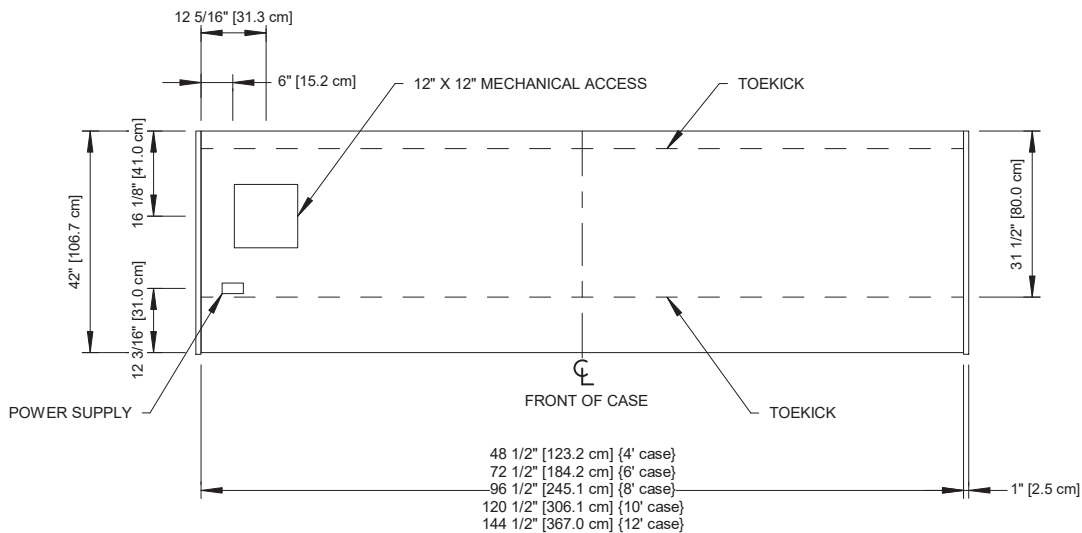 12 5/16" [31.3 cm]
6" [15.2 cm]
12" X 12" MECHANICAL ACCESS
TOEKICK
42" [106.7 cm]
16 1/8" [41.0 cm]
12 3/16" [31.0 cm]
31 1/2" [80.0 cm]
POWER SUPPLY
CL
FRONT OF CASE
TOEKICK
48 1/2" [123.2 cm] {4' case}
72 1/2" [184.2 cm] {6' case}
96 1/2" [245.1 cm] {8' case}
120 1/2" [306.1 cm] {10' case}
144 1/2" [367.0 cm] {12' case}
1" [2.5 cm]